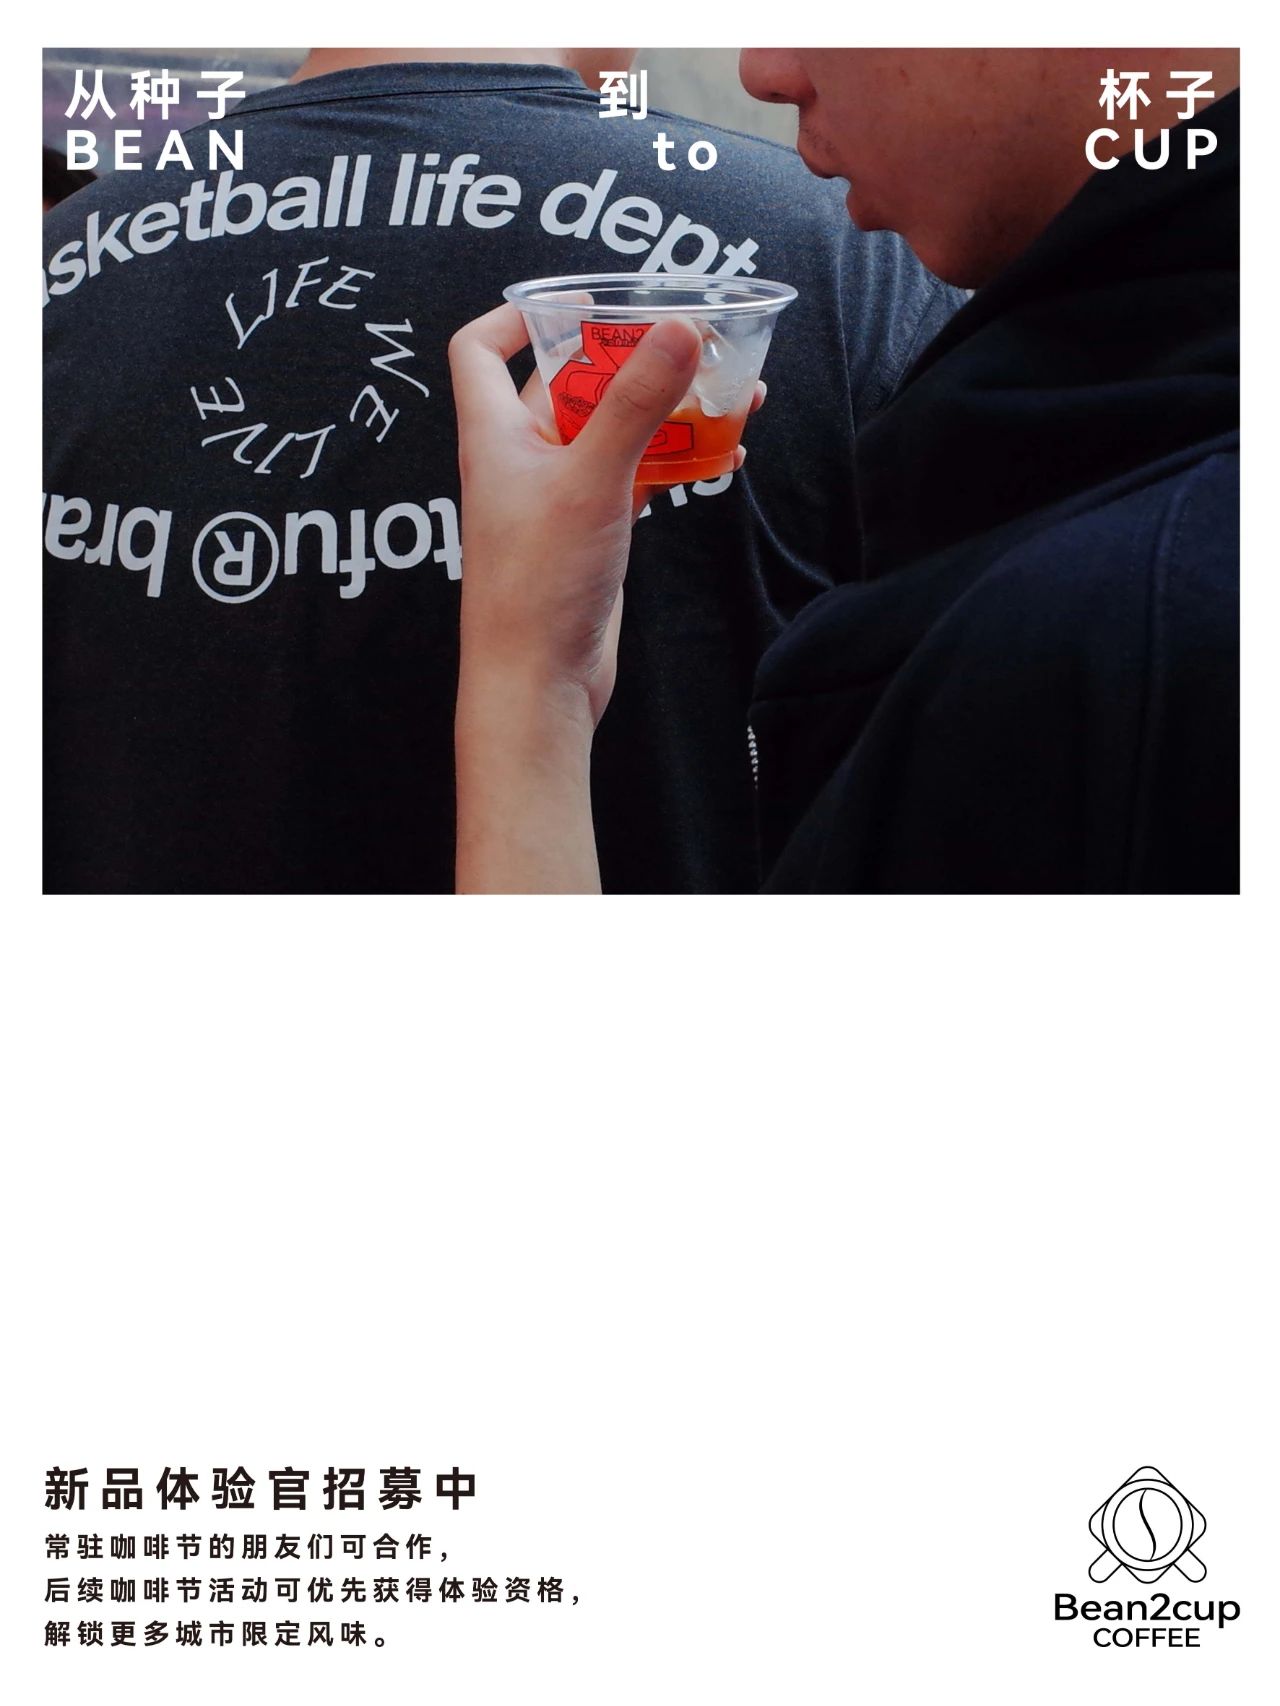 从种子 到 杯子
BEAN to CUP
asketball life dept
LIFE
WE
LIVE
tofu® bra
BEAN2
新品体验官招募中
常驻咖啡节的朋友们可合作，
后续咖啡节活动可优先获得体验资格，
解锁更多城市限定风味。
Bean2cup
COFFEE